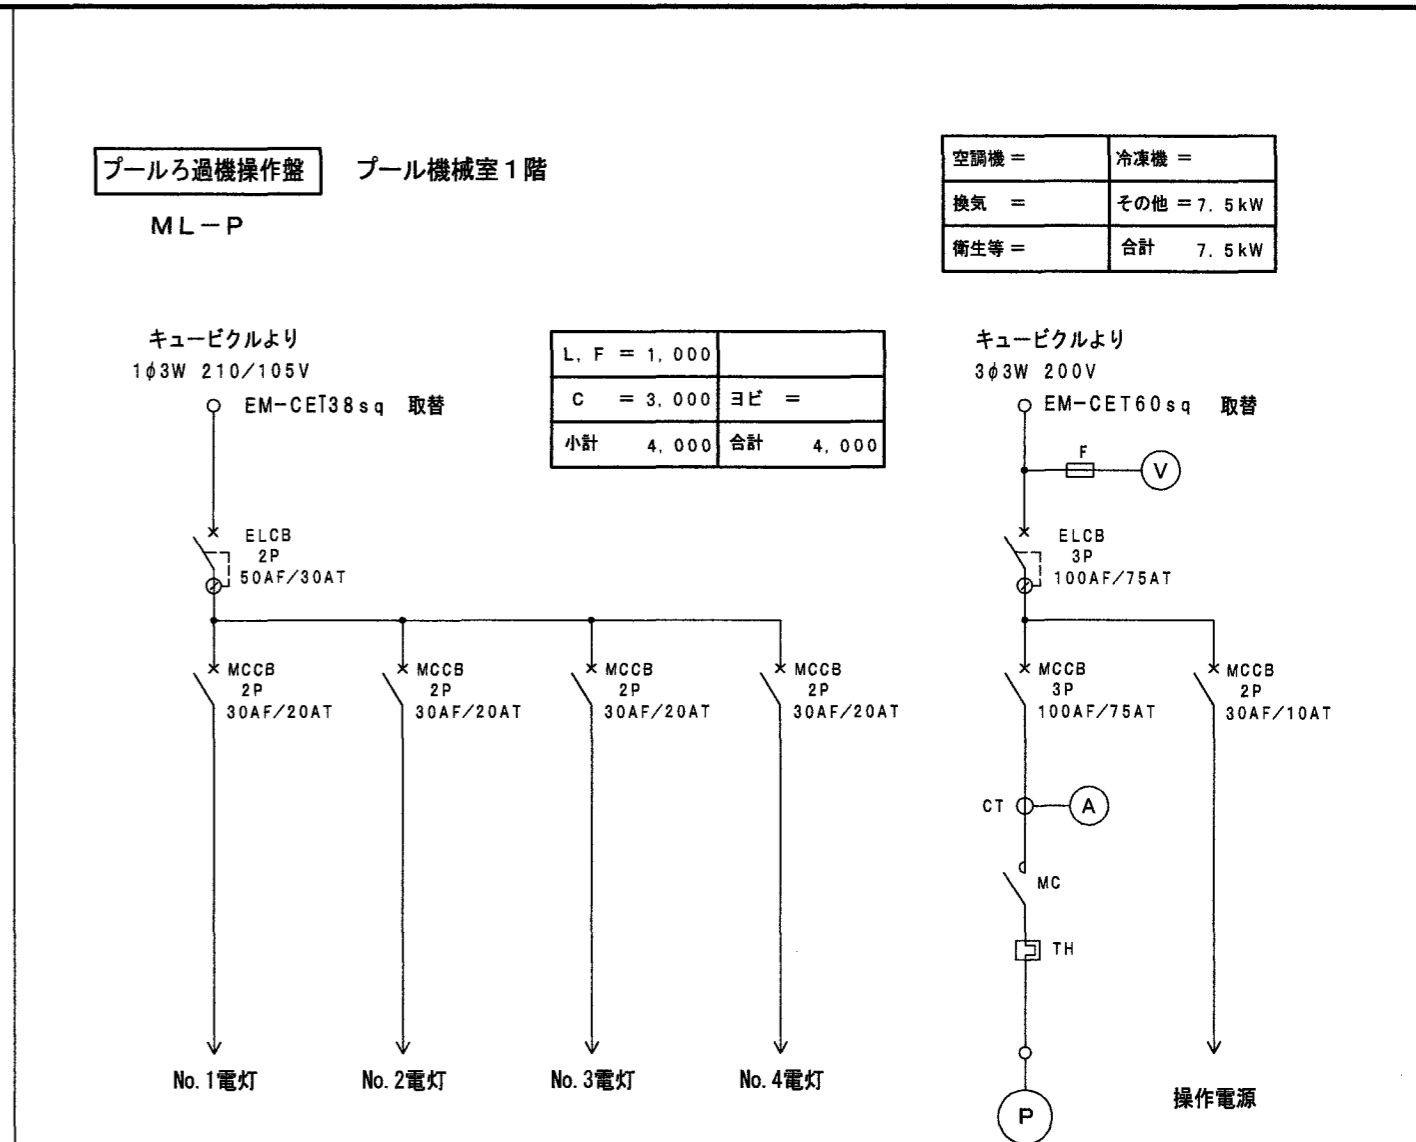 プールろ過機操作盤 プール機械室1階
ML-P
空調機 = 冷凍機 =
換気 = その他 = 7.5kW
衛生等 = 合計 7.5kW
キュービクルより
1φ3W 210/105V
EM-CET38sq 取替
L, F = 1,000
C = 3,000 ヨビ =
小計 4,000 合計 4,000
キュービクルより
3φ3W 200V
EM-CET60sq 取替
F
V
ELCB
2P
50AF/30AT
ELCB
3P
100AF/75AT
MCCB
2P
30AF/20AT
MCCB
2P
30AF/20AT
MCCB
2P
30AF/20AT
MCCB
2P
30AF/20AT
MCCB
3P
100AF/75AT
MCCB
2P
30AF/10AT
CT
A
MC
TH
No.1電灯
No.2電灯
No.3電灯
No.4電灯
P
操作電源